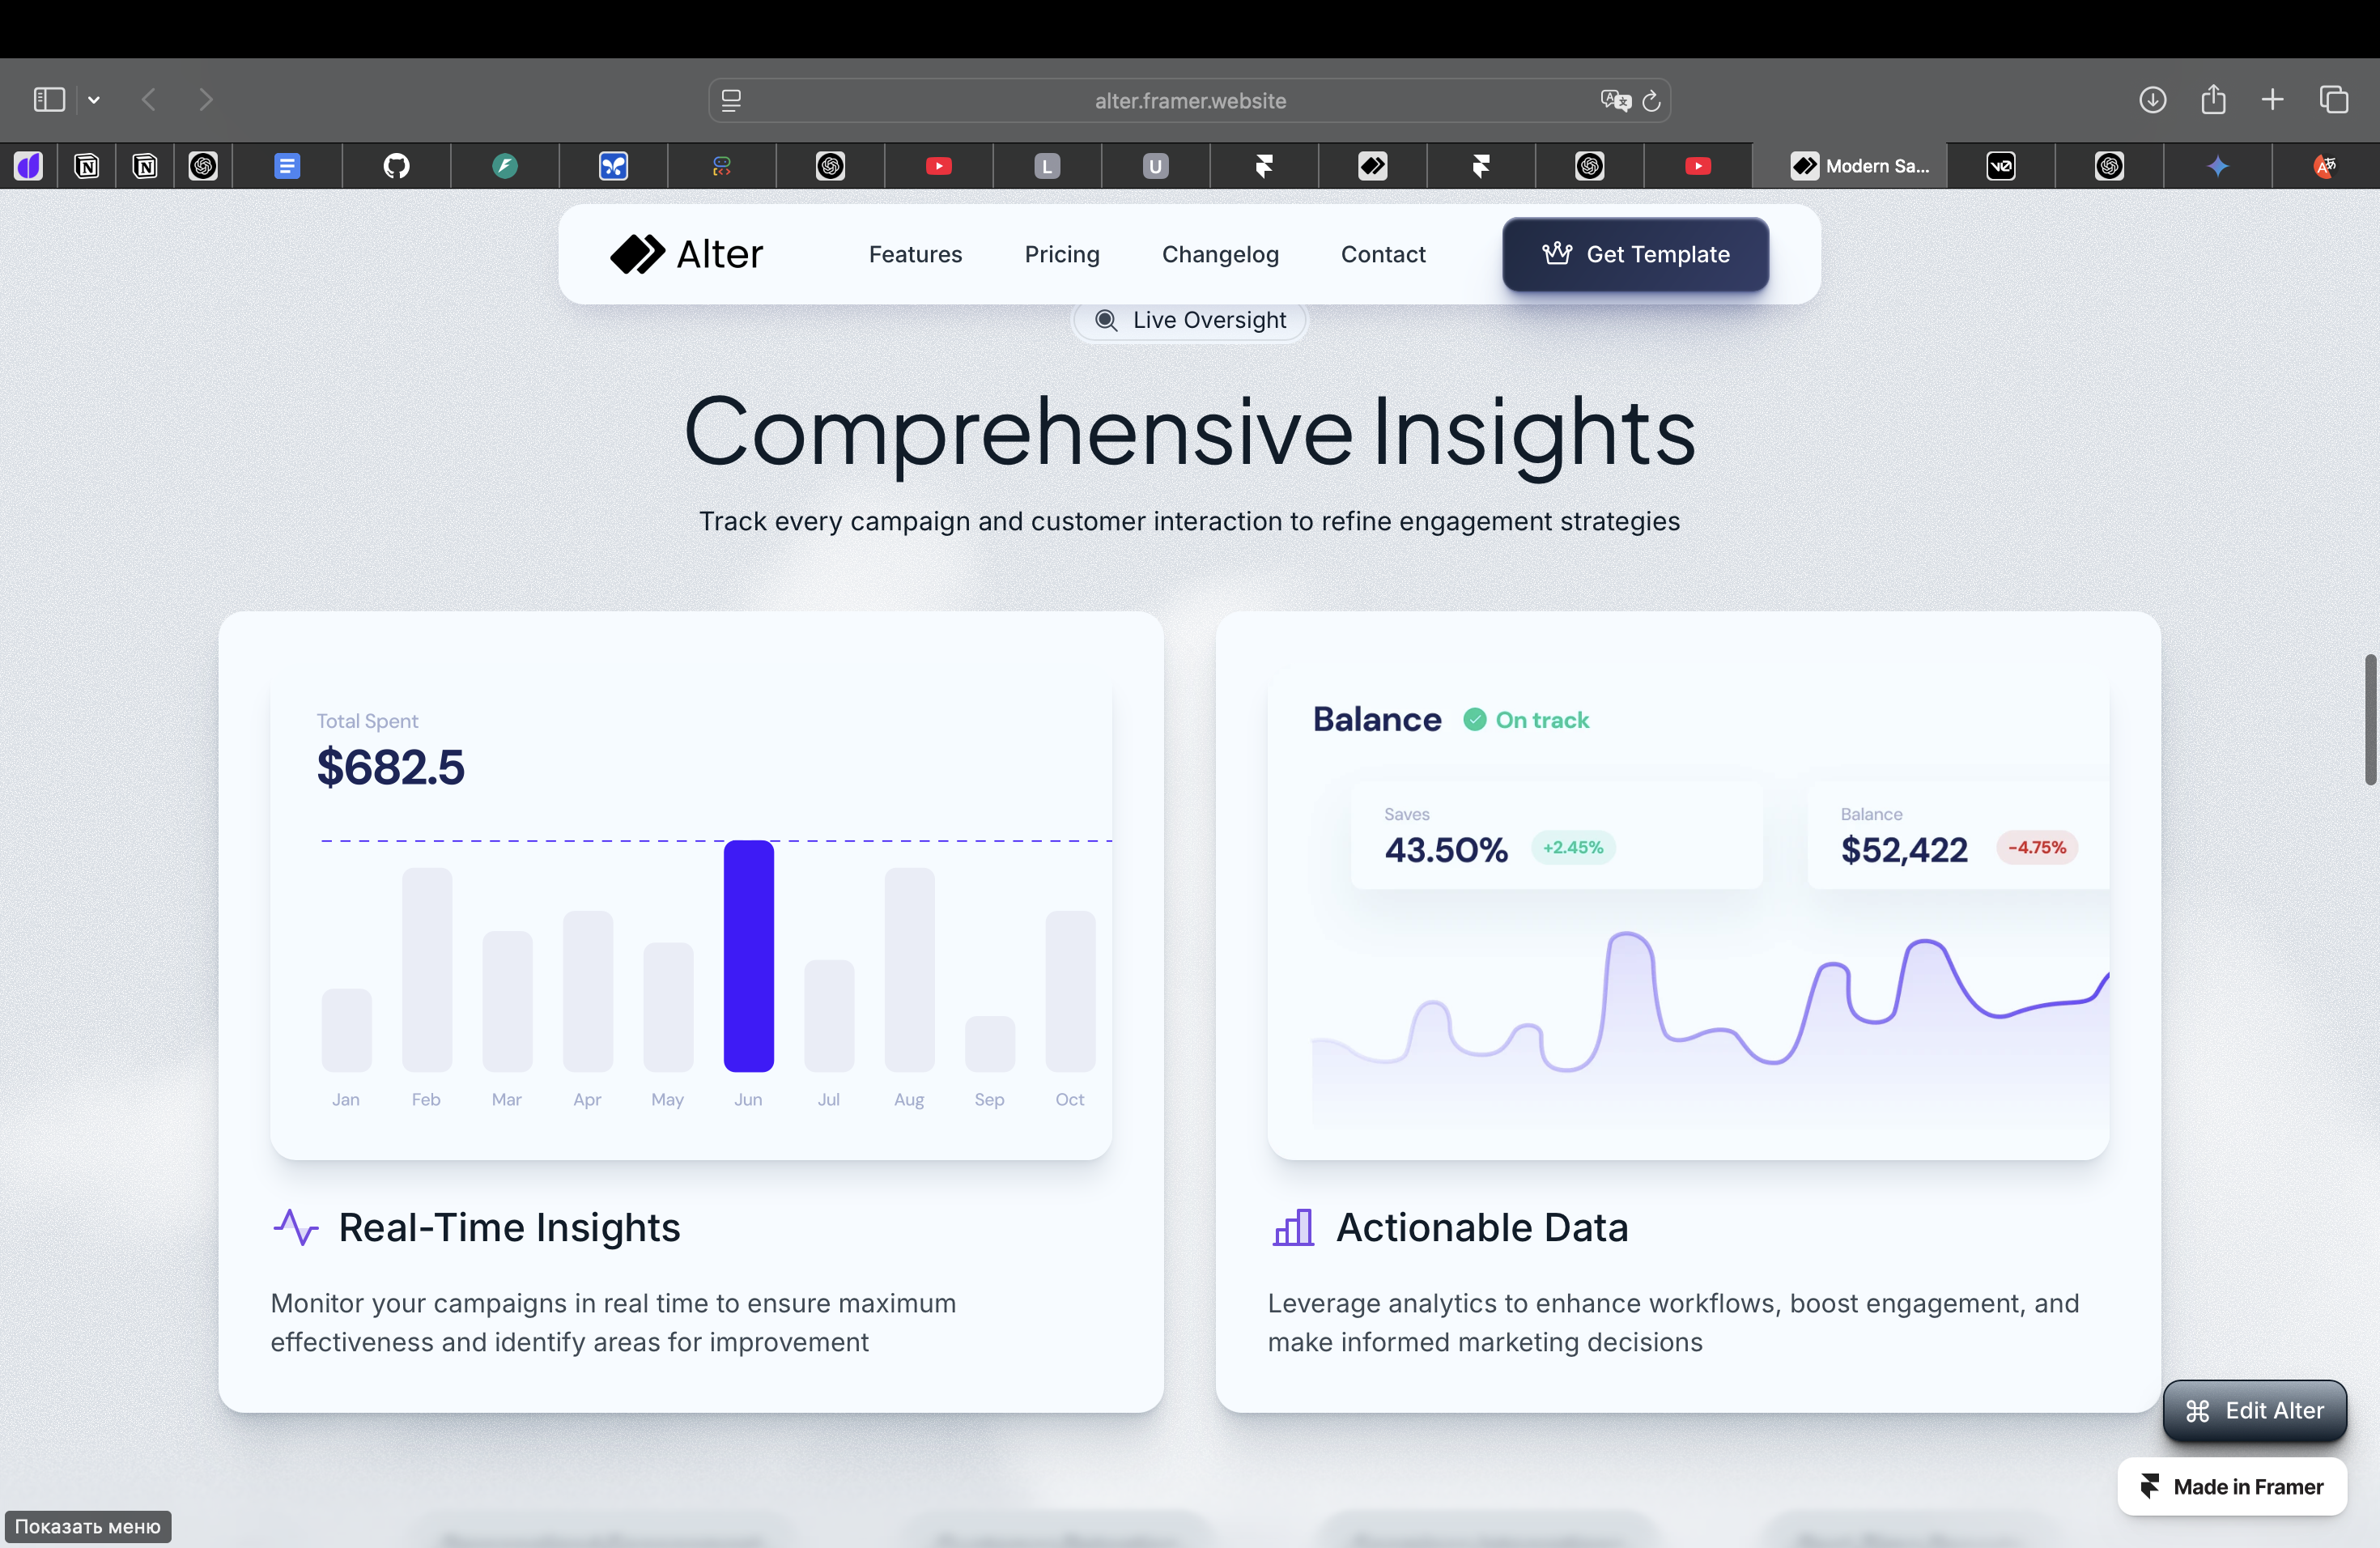 alter.framer.website
L
U
Modern Sa...
Alter
Features
Pricing
Changelog
Contact
Get Template
Live Oversight
Comprehensive Insights
Track every campaign and customer interaction to refine engagement strategies
Total Spent
$682.5
Jan
Feb
Mar
Apr
May
Jun
Jul
Aug
Sep
Oct
Real-Time Insights
Monitor your campaigns in real time to ensure maximum
effectiveness and identify areas for improvement
Balance
On track
Saves
43.50%
+2.45%
Balance
$52,422
-4.75%
Actionable Data
Leverage analytics to enhance workflows, boost engagement, and
make informed marketing decisions
Edit Alter
Made in Framer
Показать меню